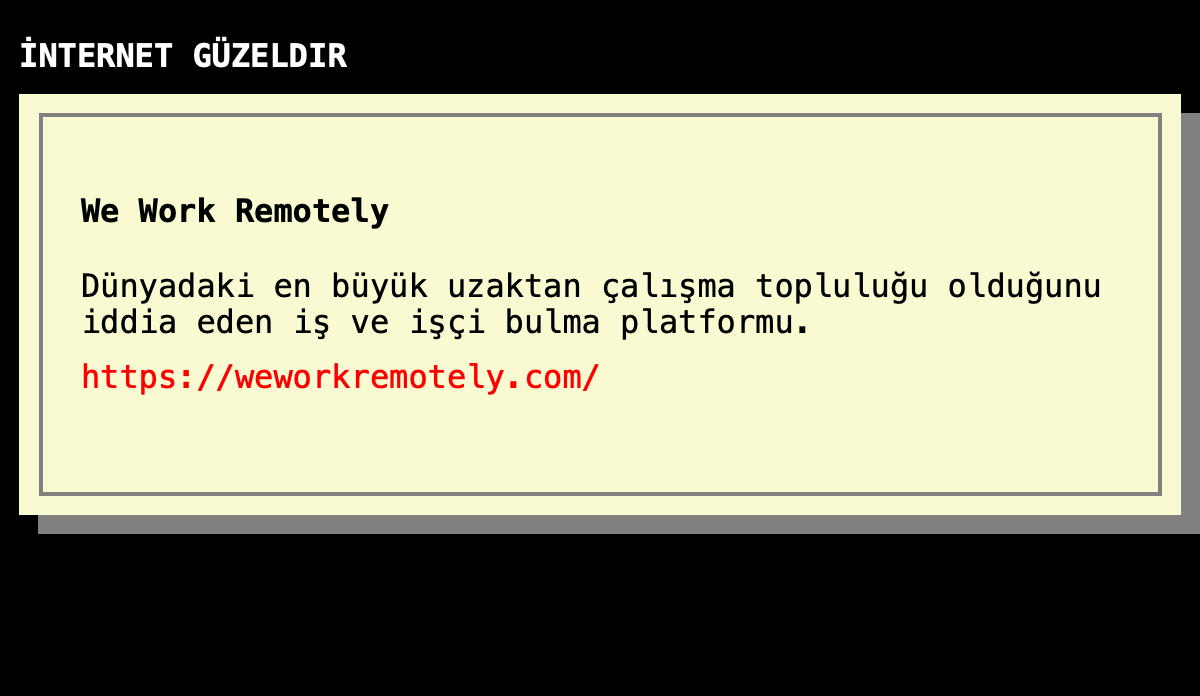 İNTERNET GÜZELDIR
We Work Remotely
Dünyadaki en büyük uzaktan çalışma topluluğu olduğunu
iddia eden iş ve işçi bulma platformu.
https://weworkremotely.com/